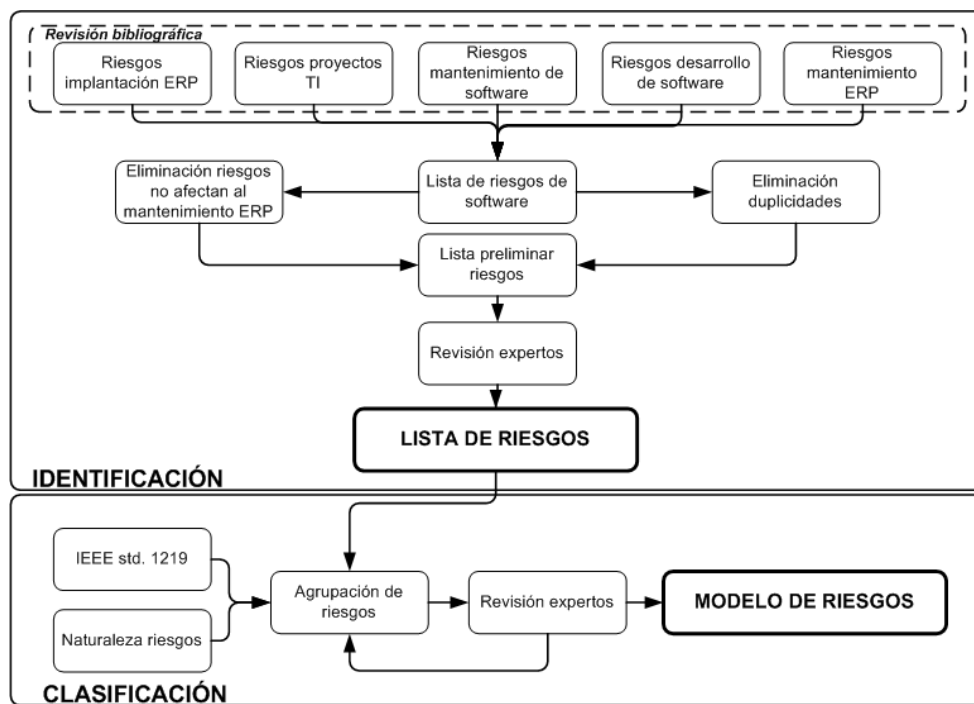 Revisión bibliográfica
Riesgos
implantación ERP
Riesgos proyectos
TI
Riesgos
mantenimiento de
software
Riesgos desarrollo
de software
Riesgos
mantenimiento
ERP
Eliminación riesgos
no afectan al
mantenimiento ERP
Lista de riesgos de
software
Eliminación
duplicidades
Lista preliminar
riesgos
Revisión expertos
LISTA DE RIESGOS
IDENTIFICACIÓN
IEEE std. 1219
Naturaleza riesgos
Agrupación de
riesgos
Revisión expertos
MODELO DE RIESGOS
CLASIFICACIÓN